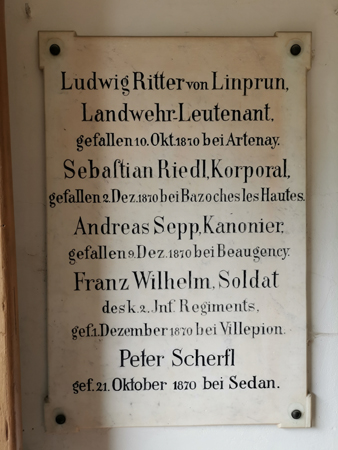 Ludwig Ritter von Linprun,
Landwehr-Leutenant,
gefallen 10. Okt. 1870 bei Artenay.
Sebaſtian Riedl, Korporal,
gefallen 2. Dez. 1870 bei Bazoches les Hautes.
Andreas Sepp, Kanonier,
gefallen 9. Dez. 1870 bei Beaugency.
Franz Wilhelm, Soldat
des k. 2. Inf. Regiments,
gef. 1. Dezember 1870 bei Villepion.
Peter Scherfl
gef. 21. Oktober 1870 bei Sedan.